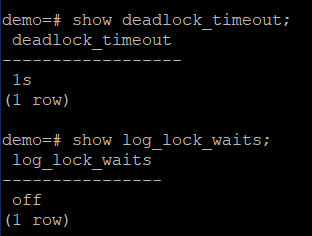 demo=# show deadlock_timeout;
 deadlock_timeout
------------------
 1s
(1 row)
demo=# show log_lock_waits;
 log_lock_waits
----------------
 off
(1 row)